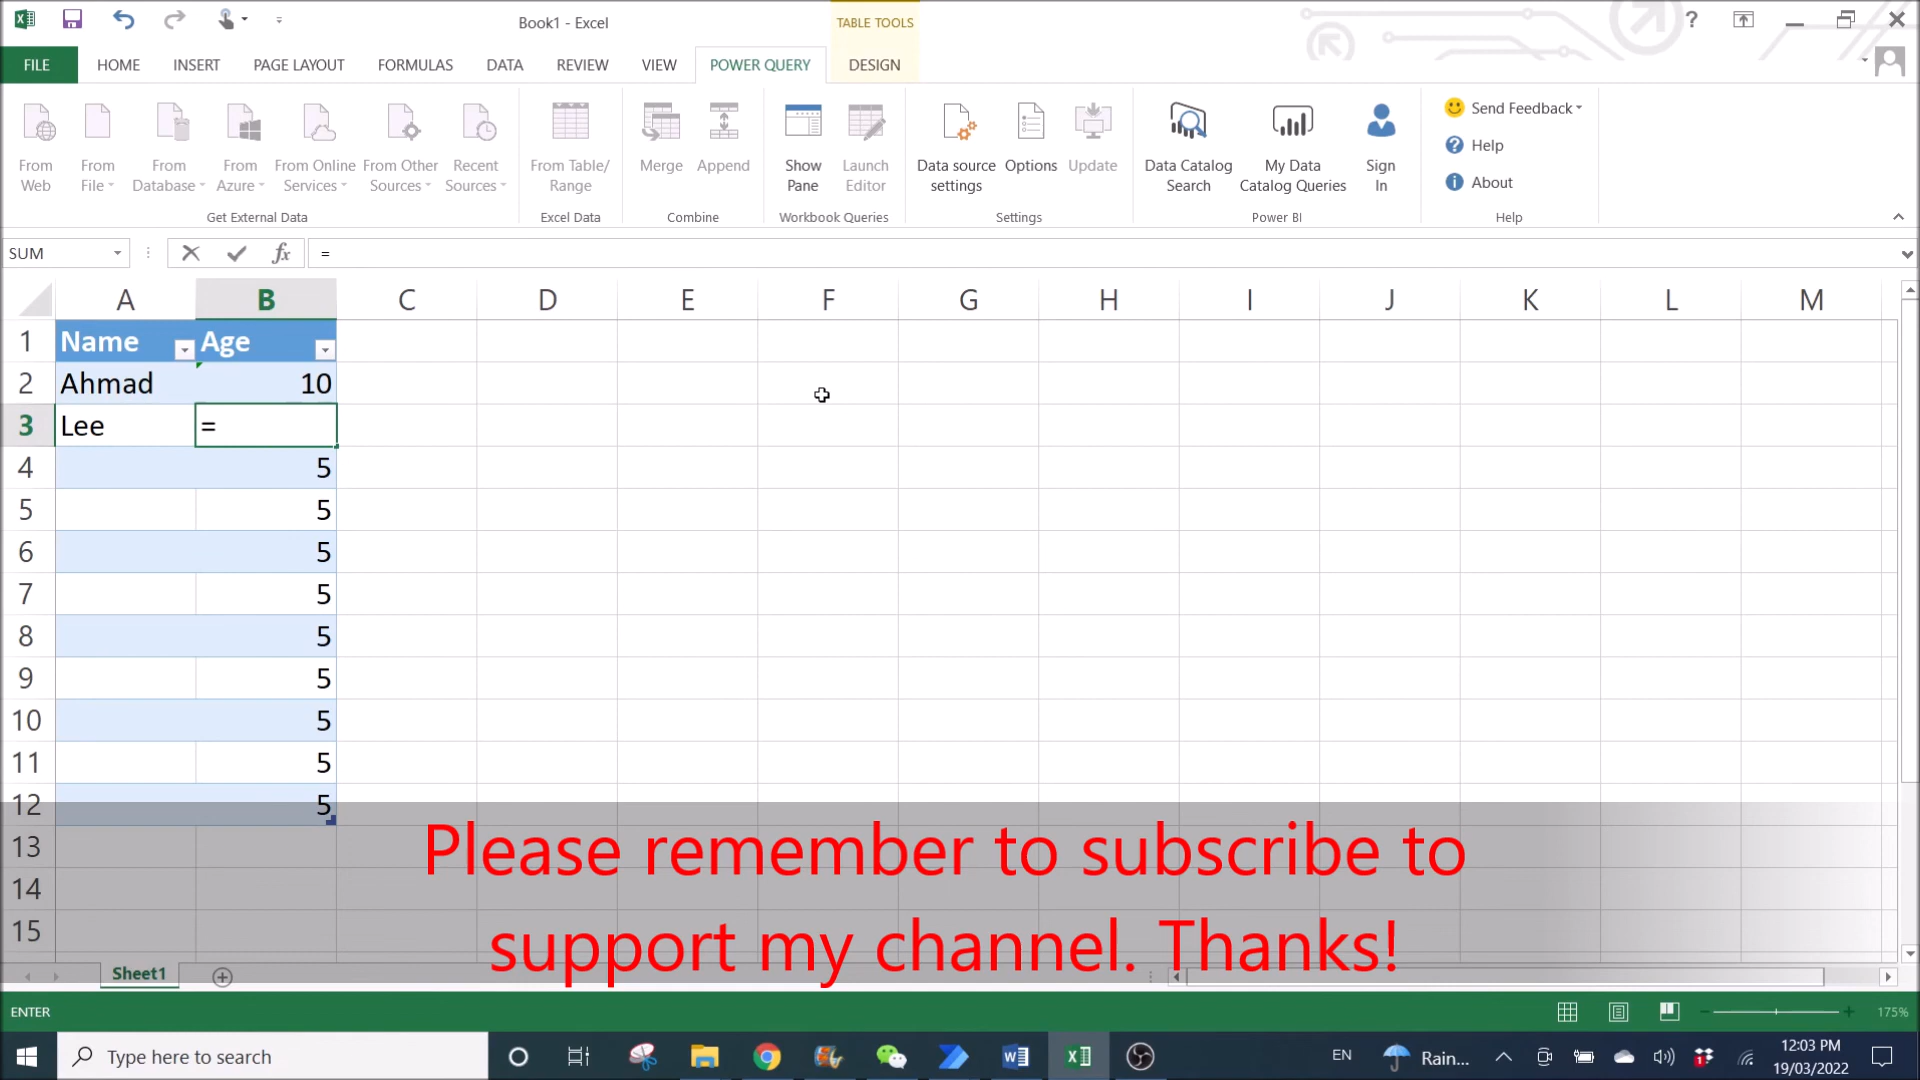 Book1 - Excel
TABLE TOOLS
?
FILE
HOME
INSERT
PAGE LAYOUT
FORMULAS
DATA
REVIEW
VIEW
POWER QUERY
DESIGN
From Web
From File
From Database
From Azure
From Online Services
From Other Sources
Recent Sources
From Table/ Range
Merge
Append
Show Pane
Launch Editor
Data source settings
Options
Update
Data Catalog Search
My Data Catalog Queries
Sign In
Send Feedback
Help
About
Get External Data
Excel Data
Combine
Workbook Queries
Settings
Power BI
Help
SUM
fx
=
A B C D E F G H I J K L M
1 Name Age
2 Ahmad 10
3 Lee =
4 5
5 5
6 5
7 5
8 5
9 5
10 5
11 5
12 5
13
14
15
Please remember to subscribe to
support my channel. Thanks!
Sheet1
ENTER
175%
Type here to search
EN
Rain...
1
12:03 PM
19/03/2022